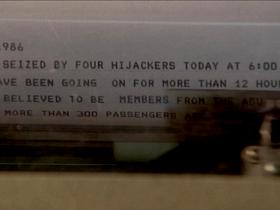 1986
SEIZED BY FOUR HIJACKERS TODAY AT 6:00
AVE BEEN GOING ON FOR MORE THAN 12 HOU
BELIEVED TO BE MEMBERS FROM THE ABU
MORE THAN 300 PASSENGERS